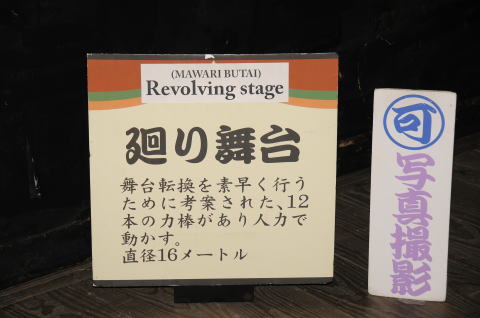 (MAWARI BUTAI)
Revolving stage
廻り舞台
舞台転換を素早く行う
ために考案された、12
本の力棒があり人力で
動かす。
直径16メートル
可
写真撮影